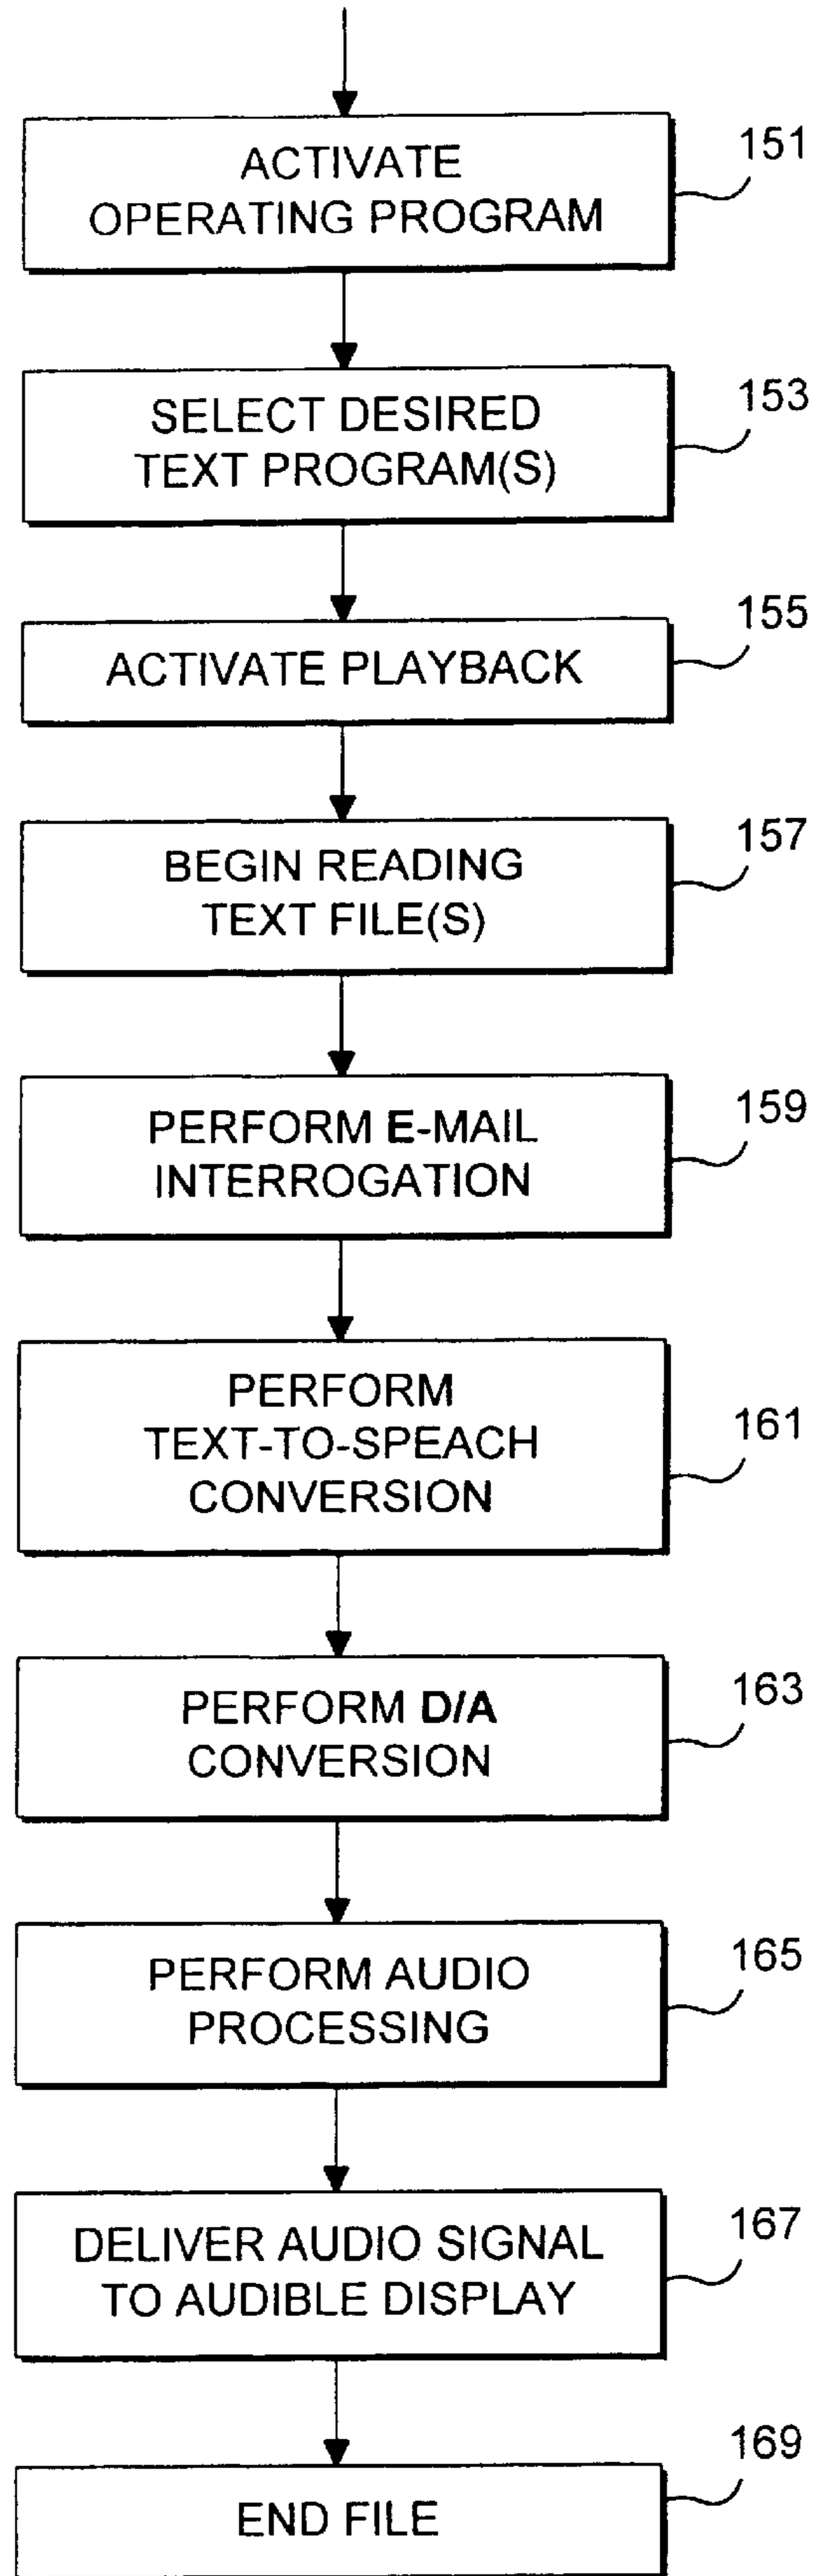 ACTIVATE
OPERATING PROGRAM
151
SELECT DESIRED
TEXT PROGRAM(S)
153
ACTIVATE PLAYBACK
155
BEGIN READING
TEXT FILE(S)
157
PERFORM E-MAIL
INTERROGATION
159
PERFORM
TEXT-TO-SPEACH
CONVERSION
161
PERFORM D/A
CONVERSION
163
PERFORM AUDIO
PROCESSING
165
DELIVER AUDIO SIGNAL
TO AUDIBLE DISPLAY
167
END FILE
169